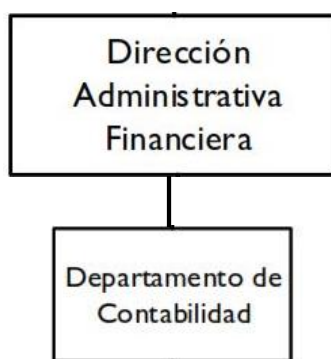 Dirección
Administrativa
Financiera
Departamento de
Contabilidad